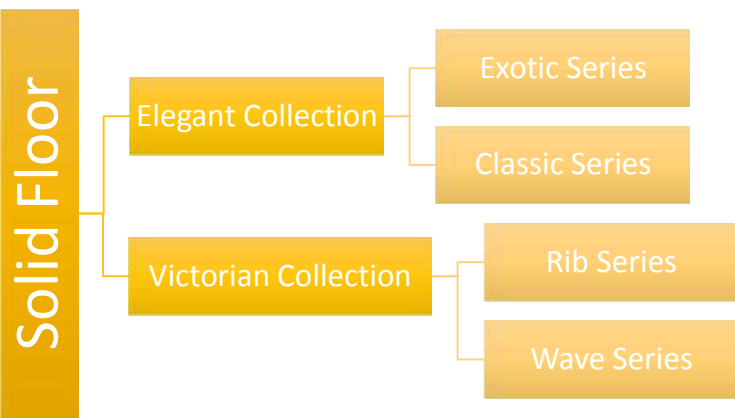 Solid Floor
Elegant Collection
Exotic Series
Classic Series
Victorian Collection
Rib Series
Wave Series